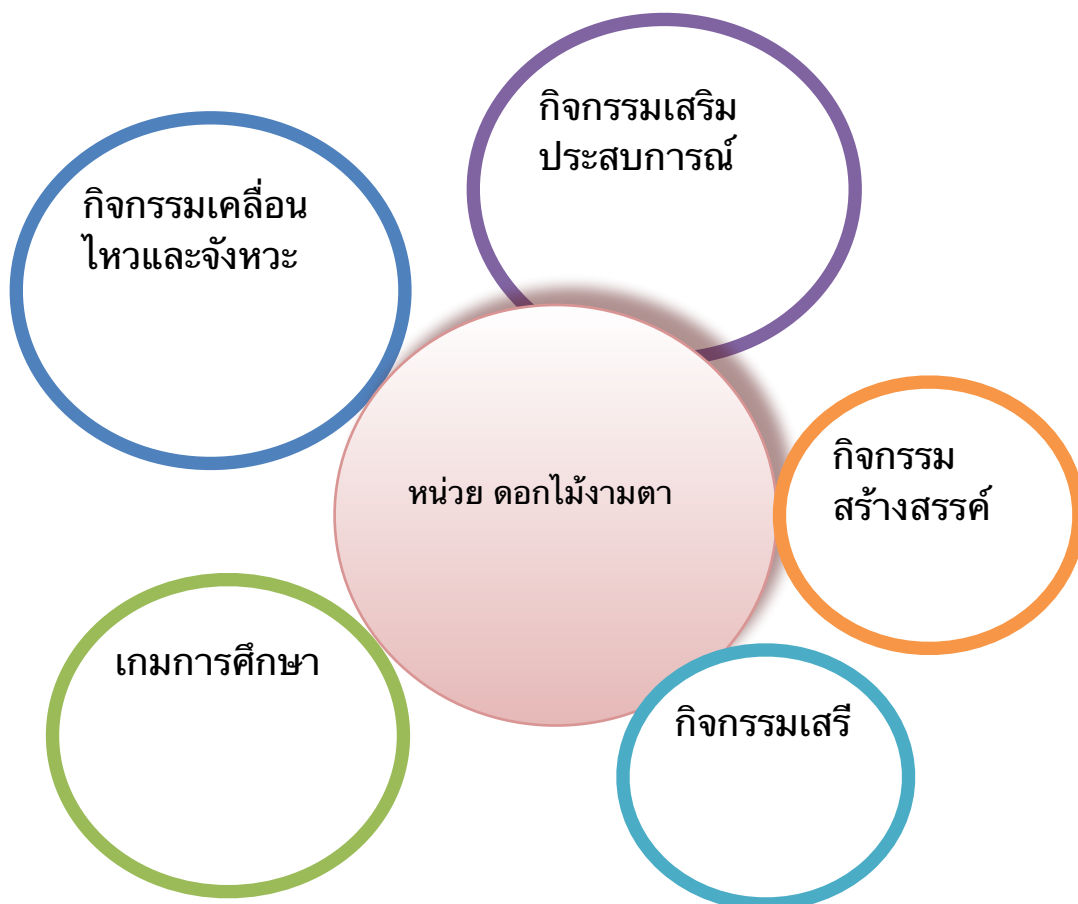 กิจกรรมเสริม
ประสบการณ์
กิจกรรมเคลื่อน
ไหวและจังหวะ
กิจกรรม
สร้างสรรค์
หน่วย ดอกไม้งามตา
เกมการศึกษา
กิจกรรมเสรี